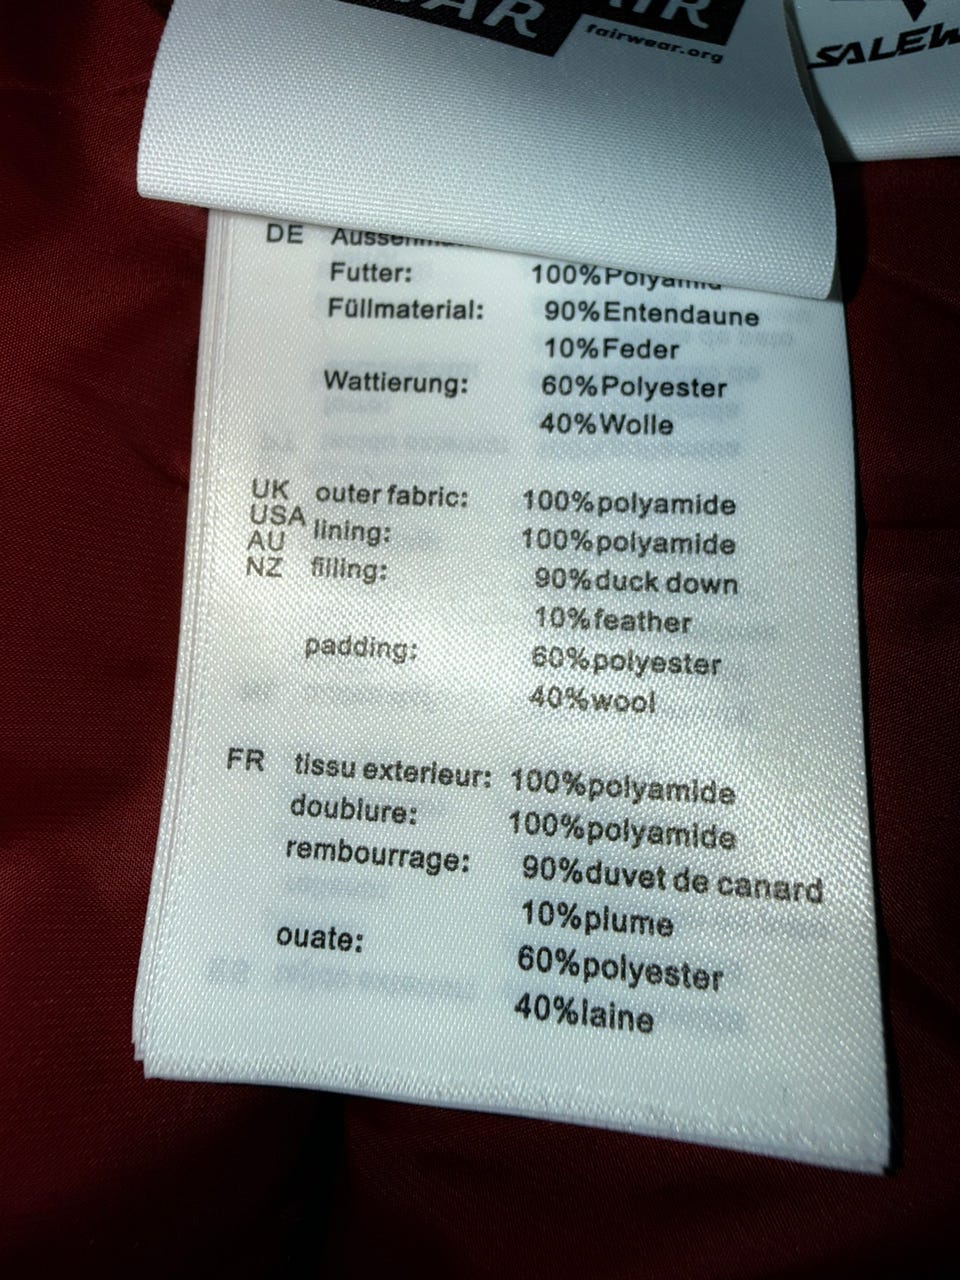 fairwear.org
DE
Futter: 100%Polyamid
Füllmaterial: 90%Entendaune
10%Feder
Wattierung: 60%Polyester
40%Wolle
UK outer fabric: 100%polyamide
USA lining: 100%polyamide
AU
NZ filling: 90%duck down
10%feather
padding: 60%polyester
40%wool
FR tissu exterieur: 100%polyamide
doublure: 100%polyamide
rembourrage: 90%duvet de canard
10%plume
ouate: 60%polyester
40%laine